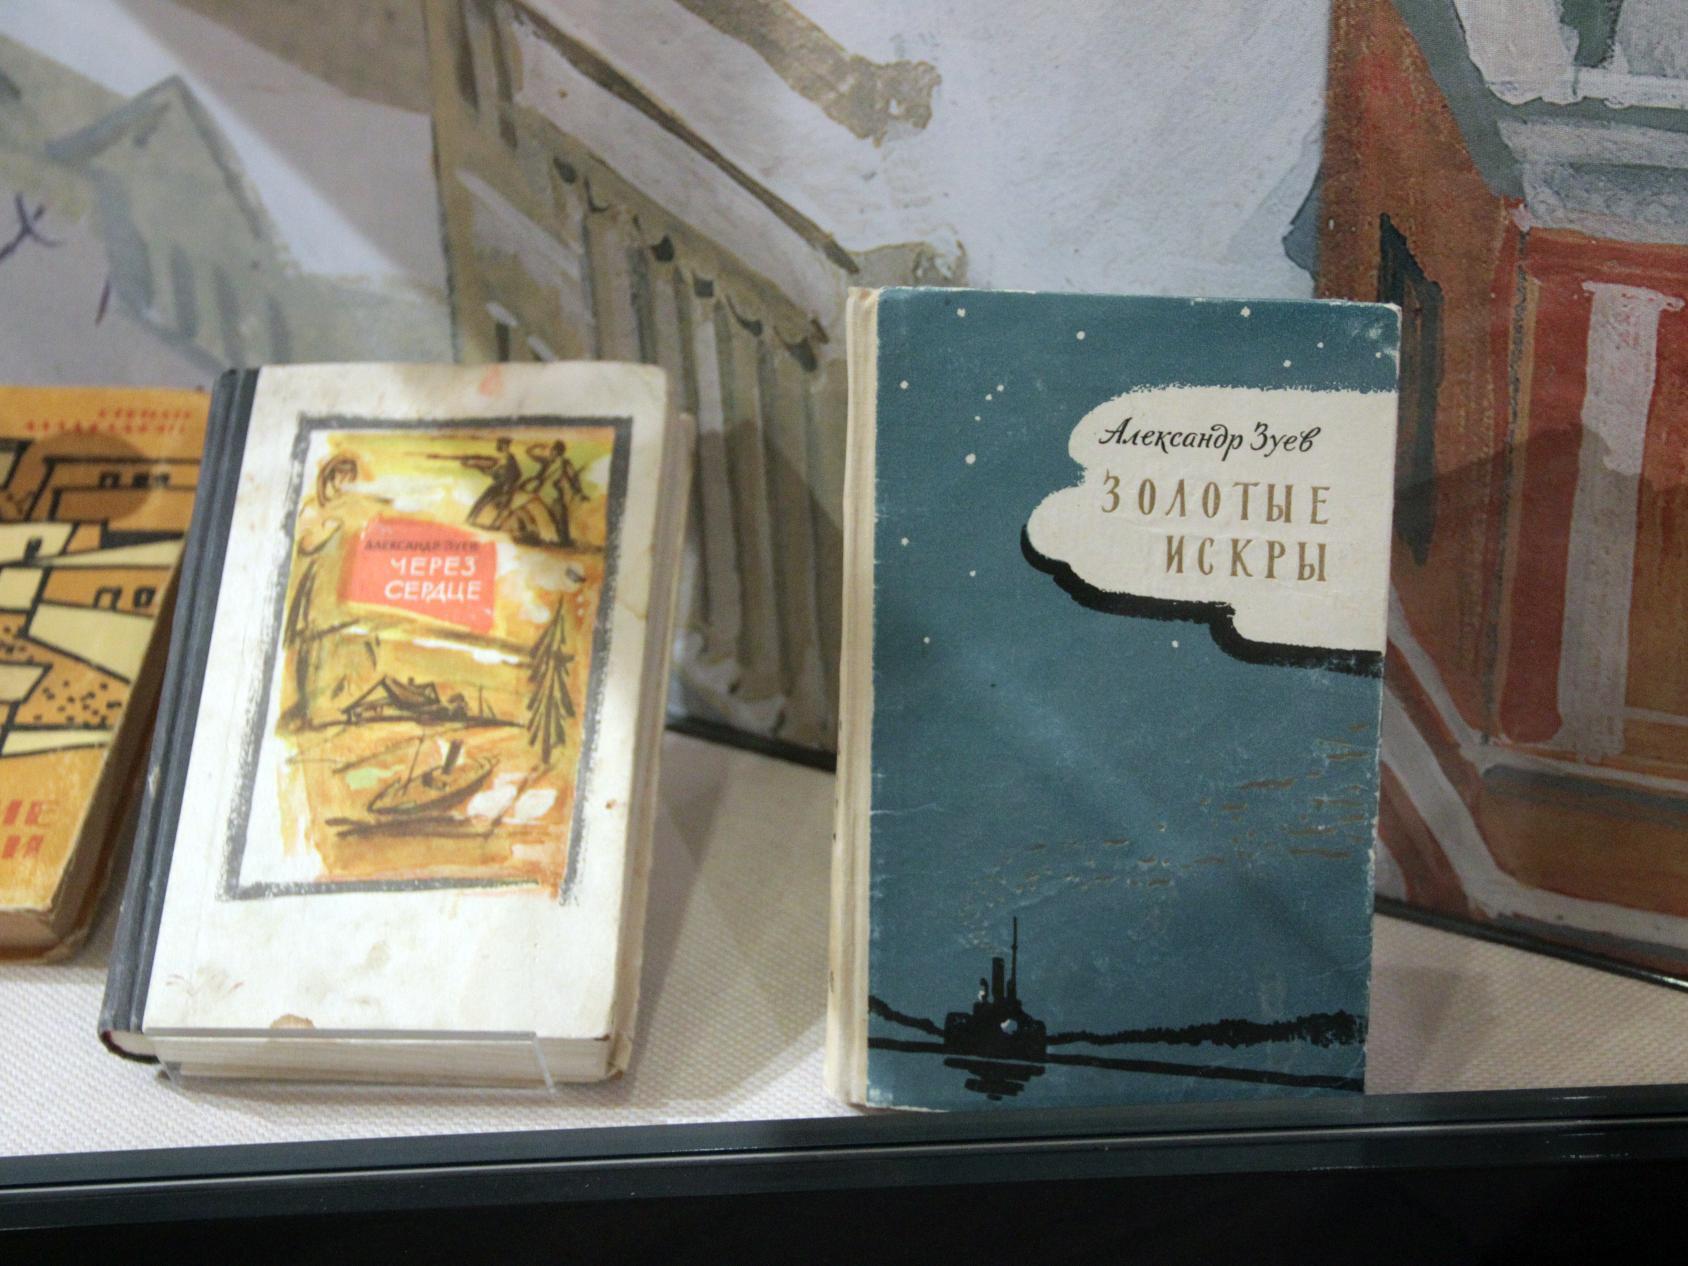 АЛЕКСАНДР ЗУЕВ
ЧЕРЕЗ
СЕРДЦЕ
Александр Зуев
ЗОЛОТЫЕ
ИСКРЫ